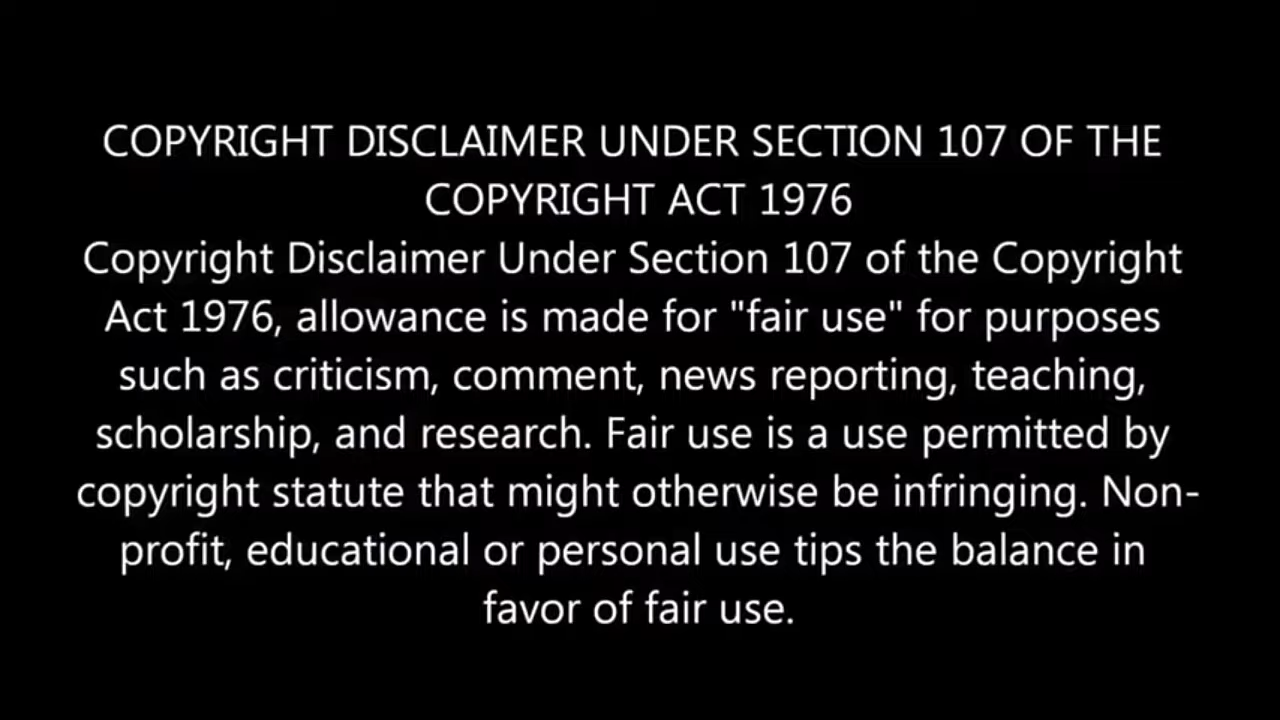 COPYRIGHT DISCLAIMER UNDER SECTION 107 OF THE
COPYRIGHT ACT 1976
Copyright Disclaimer Under Section 107 of the Copyright
Act 1976, allowance is made for "fair use" for purposes
such as criticism, comment, news reporting, teaching,
scholarship, and research. Fair use is a use permitted by
copyright statute that might otherwise be infringing. Non-
profit, educational or personal use tips the balance in
favor of fair use.